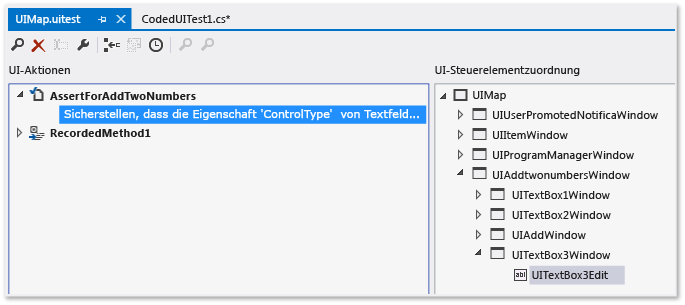 UIMap.uitest
CodedUITest1.cs*
UI-Aktionen
AssertForAddTwoNumbers
Sicherstellen, dass die Eigenschaft 'ControlType' von Textfeld...
RecordedMethod1
UI-Steuerelementzuordnung
UIMap
UIUserPromotedNotificaWindow
UIItemWindow
UIProgramManagerWindow
UIAddtwonumbersWindow
UITextBox1Window
UITextBox2Window
UIAddWindow
UITextBox3Window
abl UITextBox3Edit